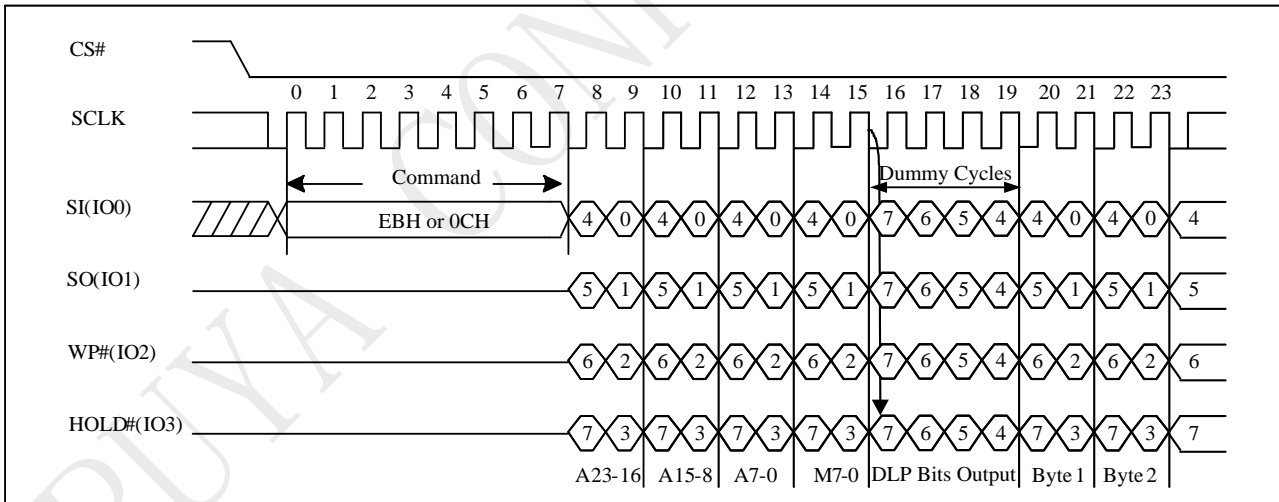 CS#
0 1 2 3 4 5 6 7 8 9 10 11 12 13 14 15 16 17 18 19 20 21 22 23
SCLK
Command
Dummy Cycles
SI(IO0)
EBH or 0CH
4 0 4 0 4 0 4 0 7 6 5 4 4 0 4 0 4
SO(IO1)
5 1 5 1 5 1 5 1 7 6 5 4 5 1 5 1 5
WP#(IO2)
6 2 6 2 6 2 6 2 7 6 5 4 6 2 6 2 6
HOLD#(IO3)
7 3 7 3 7 3 7 3 7 6 5 4 7 3 7 3 7
A23-16 A15-8 A7-0 M7-0 DLP Bits Output Byte 1 Byte 2
PUYA CONF